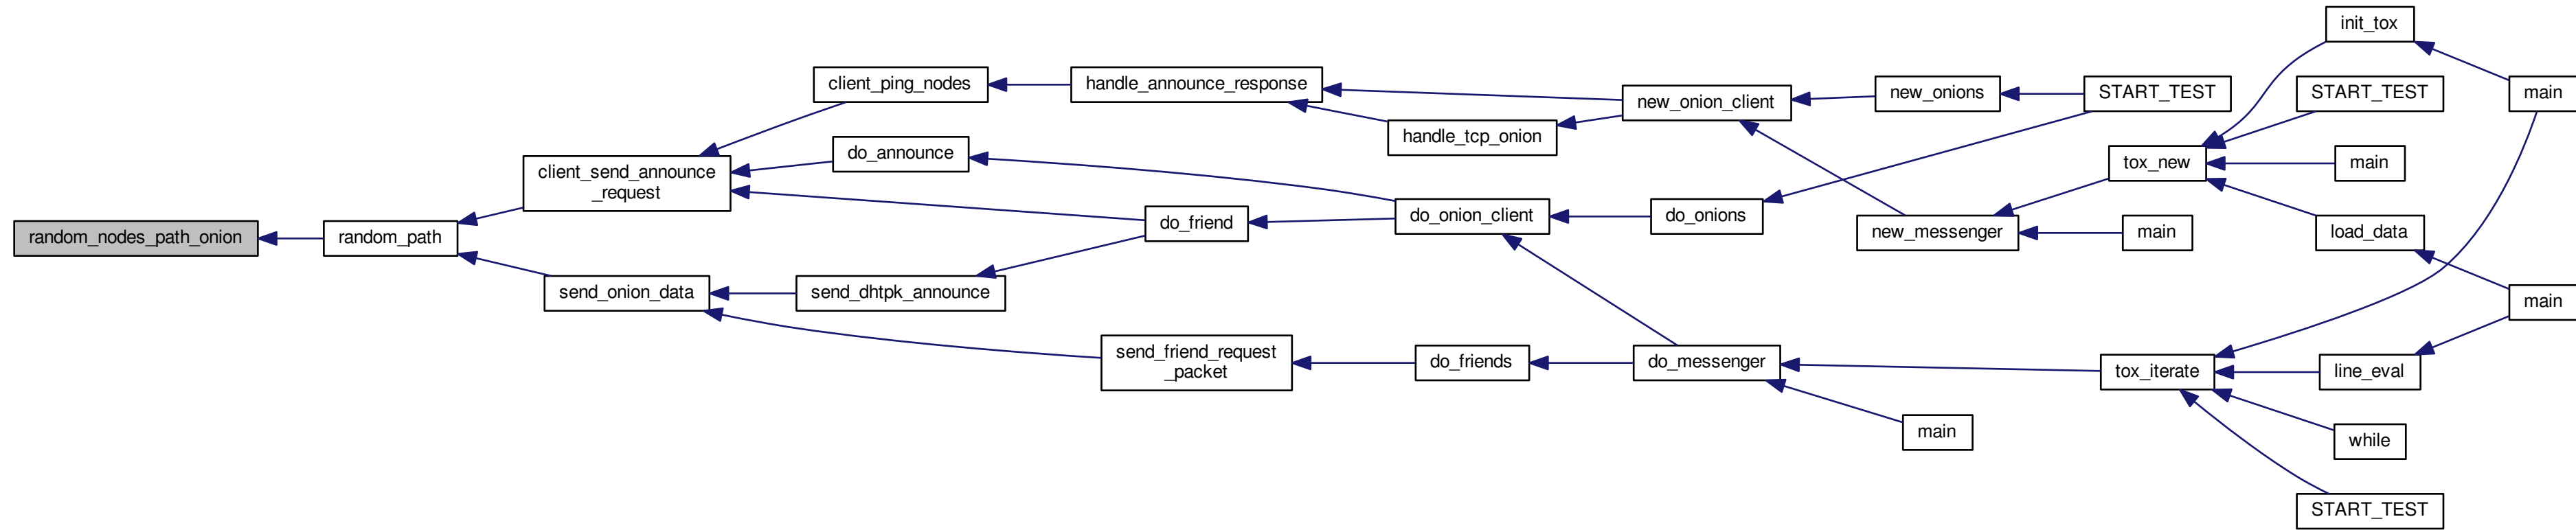 random_nodes_path_onion
random_path
client_send_announce
_request
send_onion_data
client_ping_nodes
do_announce
send_dhtpk_announce
handle_announce_response
do_friend
send_friend_request
_packet
handle_tcp_onion
do_onion_client
do_friends
new_onion_client
do_onions
do_messenger
new_onions
new_messenger
main
START_TEST
tox_new
main
tox_iterate
init_tox
START_TEST
main
load_data
line_eval
while
START_TEST
main
main